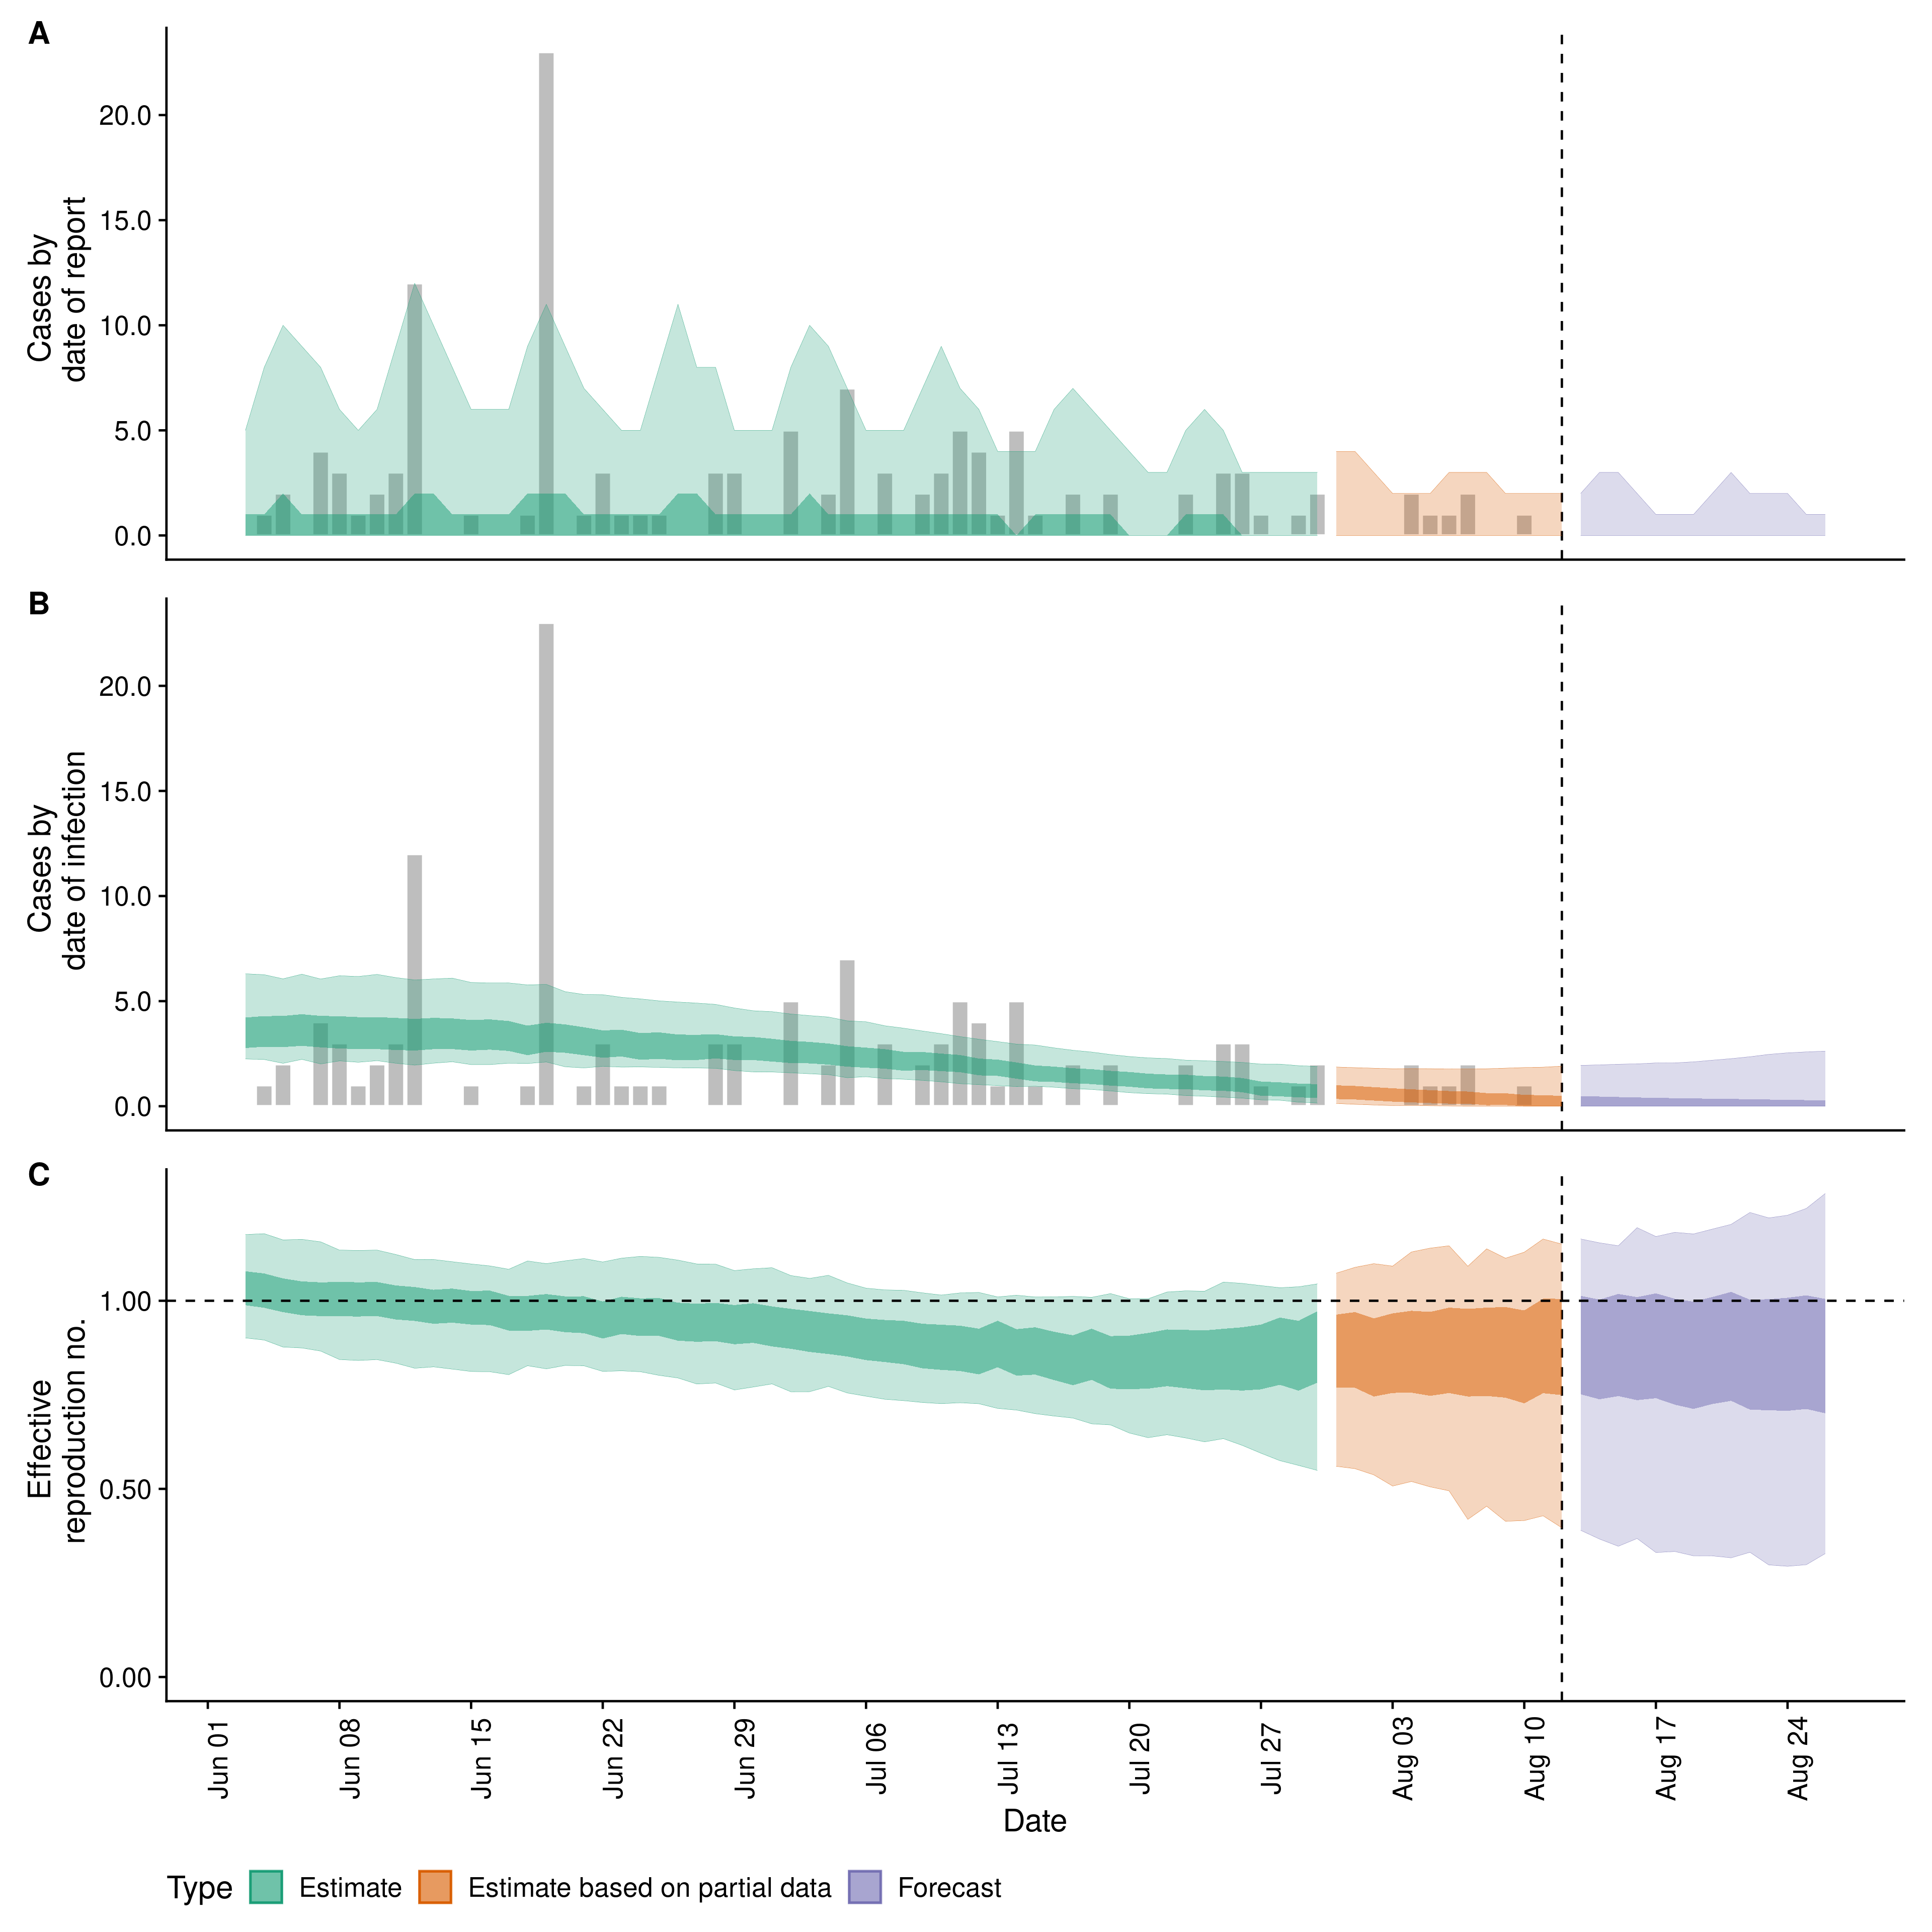 A
Cases by
date of report
20.0
15.0
10.0
5.0
0.0
B
Cases by
date of infection
20.0
15.0
10.0
5.0
0.0
C
Effective
reproduction no.
1.00
0.50
0.00
Jun 01
Jun 08
Jun 15
Jun 22
Jun 29
Jul 06
Jul 13
Jul 20
Jul 27
Aug 03
Aug 10
Aug 17
Aug 24
Date
Type Estimate Estimate based on partial data Forecast